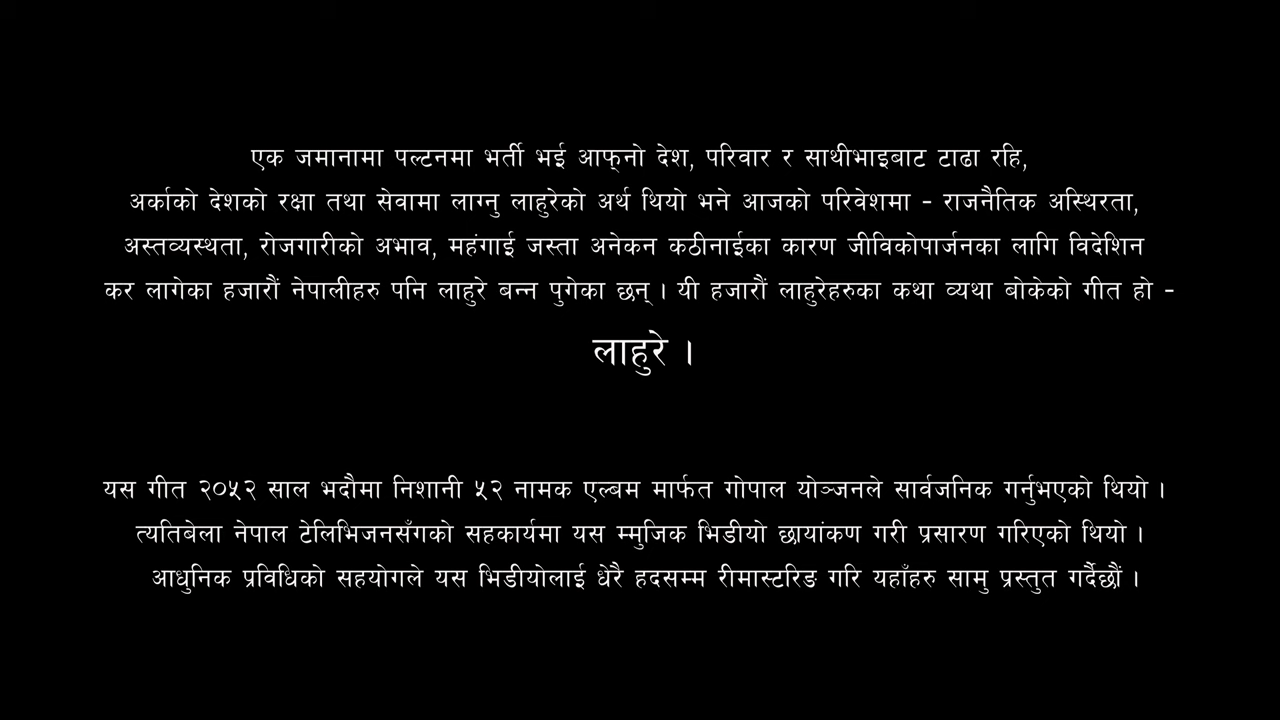 एक जमानामा पल्टनमा भर्ती भई आफ्‌नो देश, परिवार र साथीभाइबाट टाढा रहि,
अर्काको देशको रक्षा तथा सेवामा लाग्नु लाहुरेको अर्थ थियो भने आजको परिवेशमा - राजनैतिक अस्थिरता,
अस्तव्यस्थता, रोजगारीको अभाव, महंगाई जस्ता अनेकन कठीनाईका कारण जीविकोपार्जनका लागि विदेशिन
कर लागेका हजारौं नेपालीहरु पनि लाहुरे बन्न पुगेका छन् । यी हजारौं लाहुरेहरुका कथा व्यथा बोकेको गीत हो -
लाहुरे ।
यस गीत २०५२ साल भदौमा निशानी ५२ नामक एल्बम मार्फत गोपाल योञ्जनले सार्वजनिक गर्नुभएको थियो ।
त्यतिबेला नेपाल टेलिभिजनसँगको सहकार्यमा यस म्मुजिक भिडीयो छायांकण गरी प्रसारण गरिएको थियो ।
आधुनिक प्रविधिको सहयोगले यस भिडीयोलाई धेरै हदसम्म रीमास्टरिङ गरि यहाँहरु सामु प्रस्तुत गर्दैछौं ।